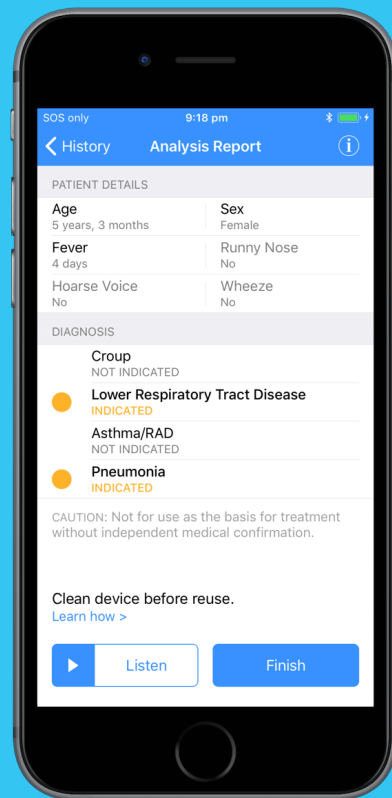 SOS only 9:18 pm
History Analysis Report i
PATIENT DETAILS
Age Sex
5 years, 3 months Female
Fever Runny Nose
4 days No
Hoarse Voice Wheeze
No No
DIAGNOSIS
Croup
NOT INDICATED
Lower Respiratory Tract Disease
INDICATED
Asthma/RAD
NOT INDICATED
Pneumonia
INDICATED
CAUTION: Not for use as the basis for treatment
without independent medical confirmation.
Clean device before reuse.
Learn how >
Listen Finish